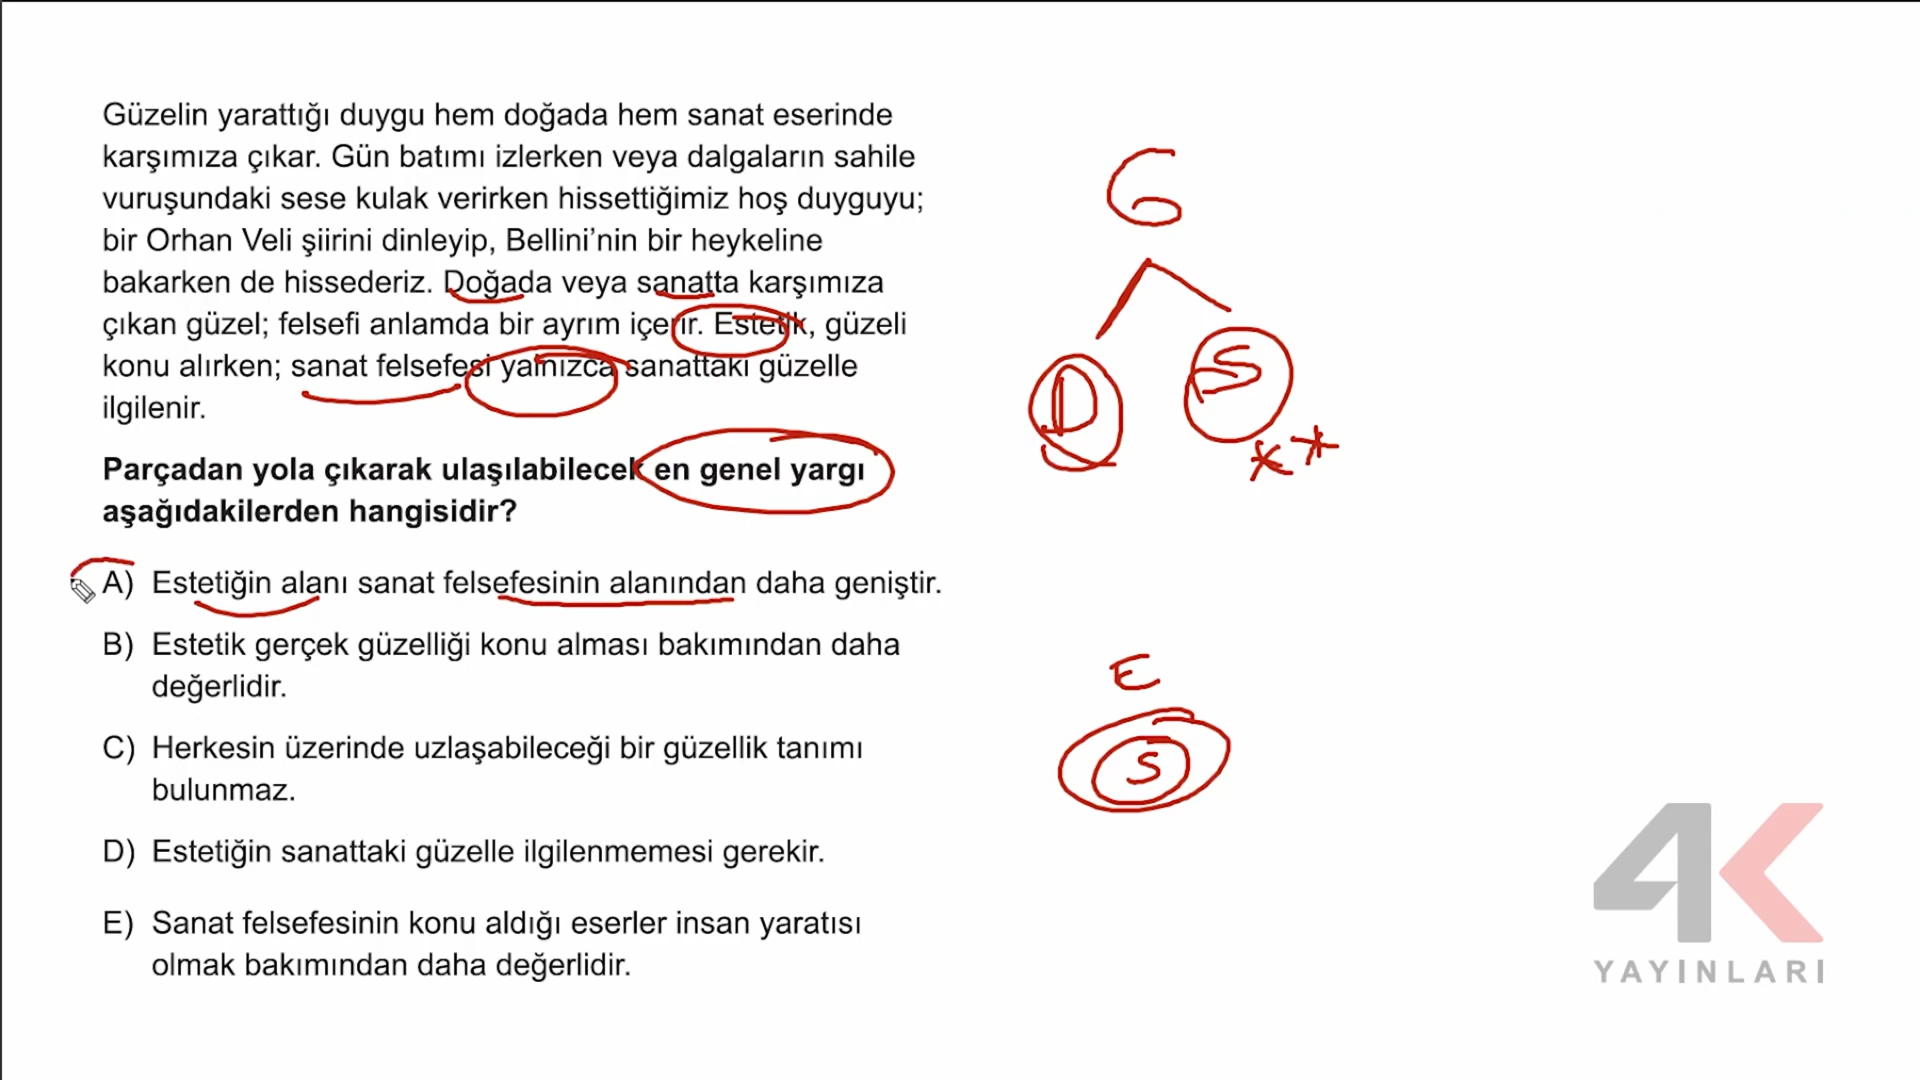 Güzelin yarattığı duygu hem doğada hem sanat eserinde
karşımıza çıkar. Gün batımı izlerken veya dalgaların sahile
vuruşundaki sese kulak verirken hissettiğimiz hoş duyguyu;
bir Orhan Veli şiirini dinleyip, Bellini’nin bir heykeline
bakarken de hissederiz. Doğada veya sanatta karşımıza
çıkan güzel; felsefi anlamda bir ayrım içerir. Estetik, güzeli
konu alırken; sanat felsefesi yalnızca sanattaki güzelle
ilgilenir.
Parçadan yola çıkarak ulaşılabilecek en genel yargı
aşağıdakilerden hangisidir?
A) Estetiğin alanı sanat felsefesinin alanından daha geniştir.
B) Estetik gerçek güzelliği konu alması bakımından daha
değerlidir.
C) Herkesin üzerinde uzlaşabileceği bir güzellik tanımı
bulunmaz.
D) Estetiğin sanattaki güzelle ilgilenmemesi gerekir.
E) Sanat felsefesinin konu aldığı eserler insan yaratısı
olmak bakımından daha değerlidir.
G
D S
**
E
S
4K
YAYINLARI